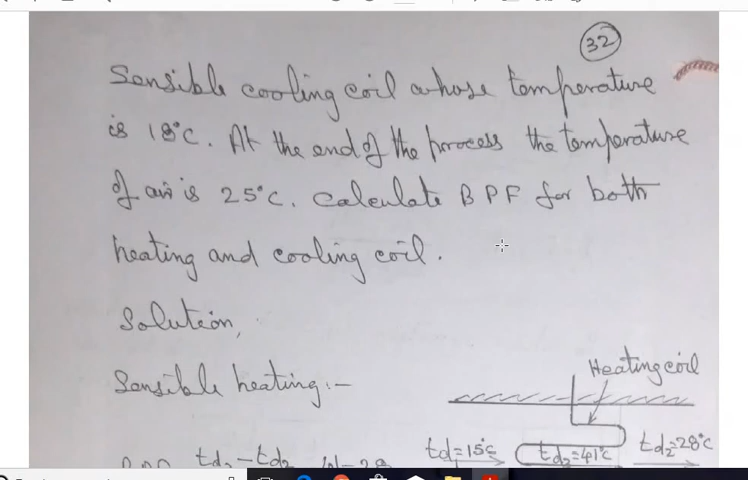 32
Sensible cooling coil whose temperature
is 18°C. At the end of the process the temperature
of air is 25°C. Calculate BPF for both
heating and cooling coil.
Solution,
Sensible heating:-
Heating coil
td₁=15°C td₂=41°C td₂=28°C
td₃-td₂